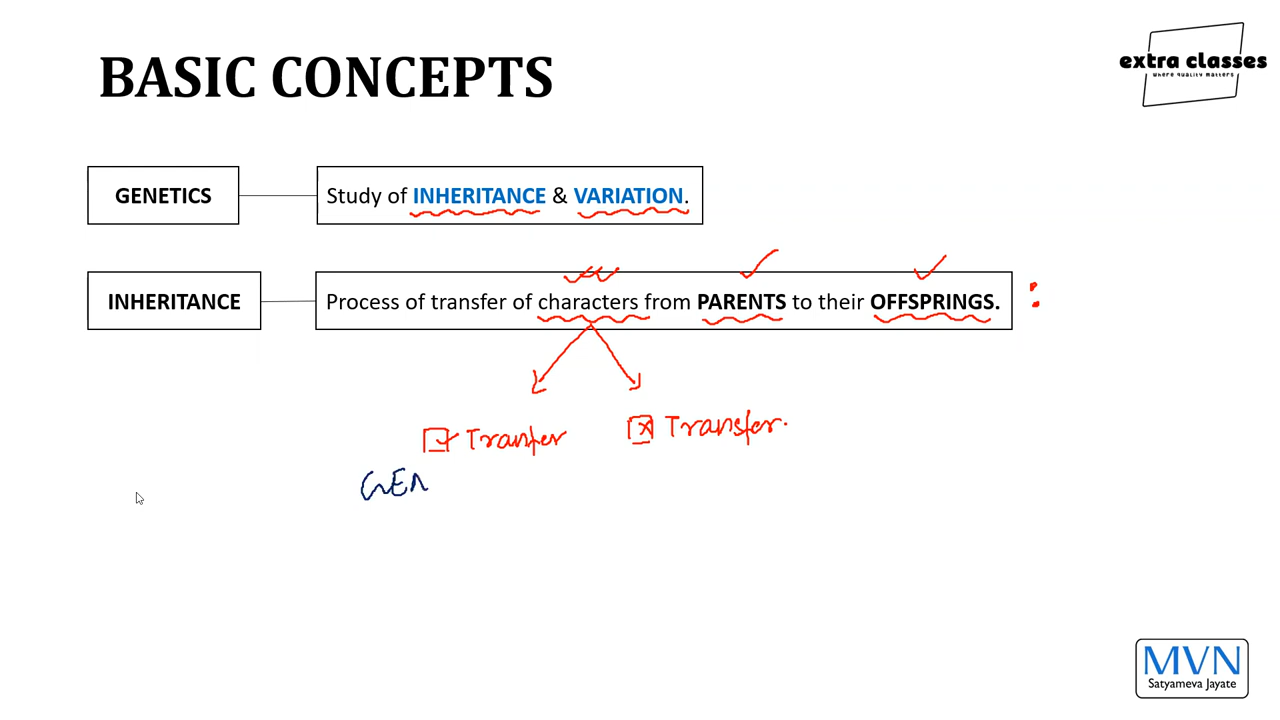 BASIC CONCEPTS
extra classes
where quality matters
GENETICS
Study of INHERITANCE & VARIATION.
INHERITANCE
Process of transfer of characters from PARENTS to their OFFSPRINGS.
Tranfer
Transfer.
GEN
MVN
Satyameva Jayate